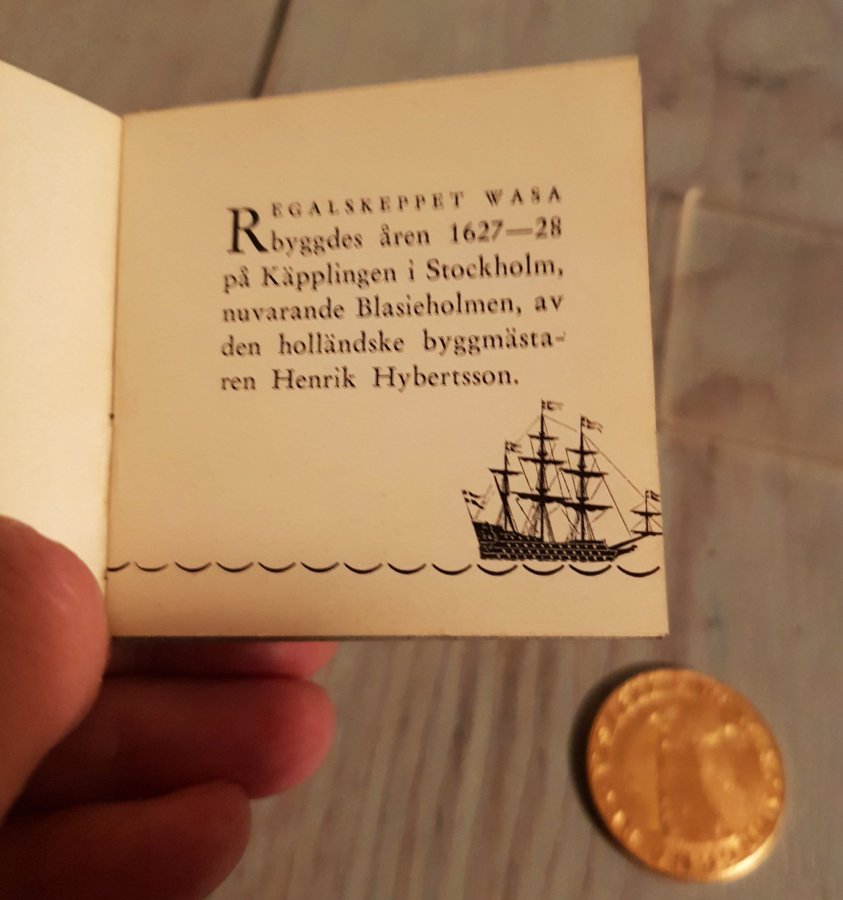 REGALSKEPPET WASA
byggdes åren 1627—28
på Käpplingen i Stockholm,
nuvarande Blasieholmen, av
den holländske byggmästa-
ren Henrik Hybertsson.